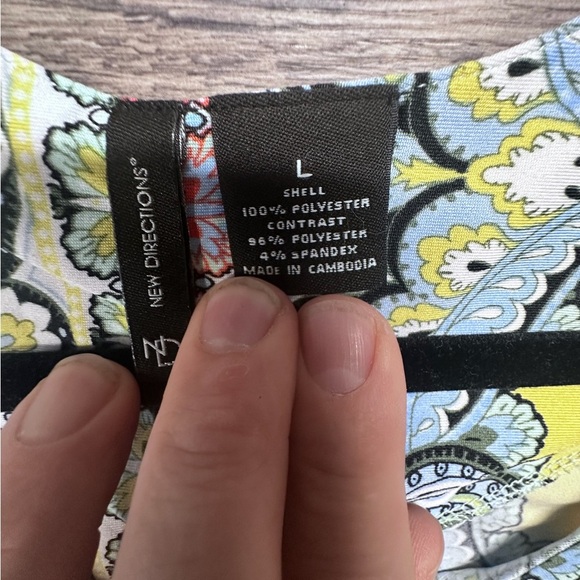 NEW DIRECTIONS®
L
SHELL
100% POLYESTER
CONTRAST
96% POLYESTER
4% SPANDEX
MADE IN CAMBODIA